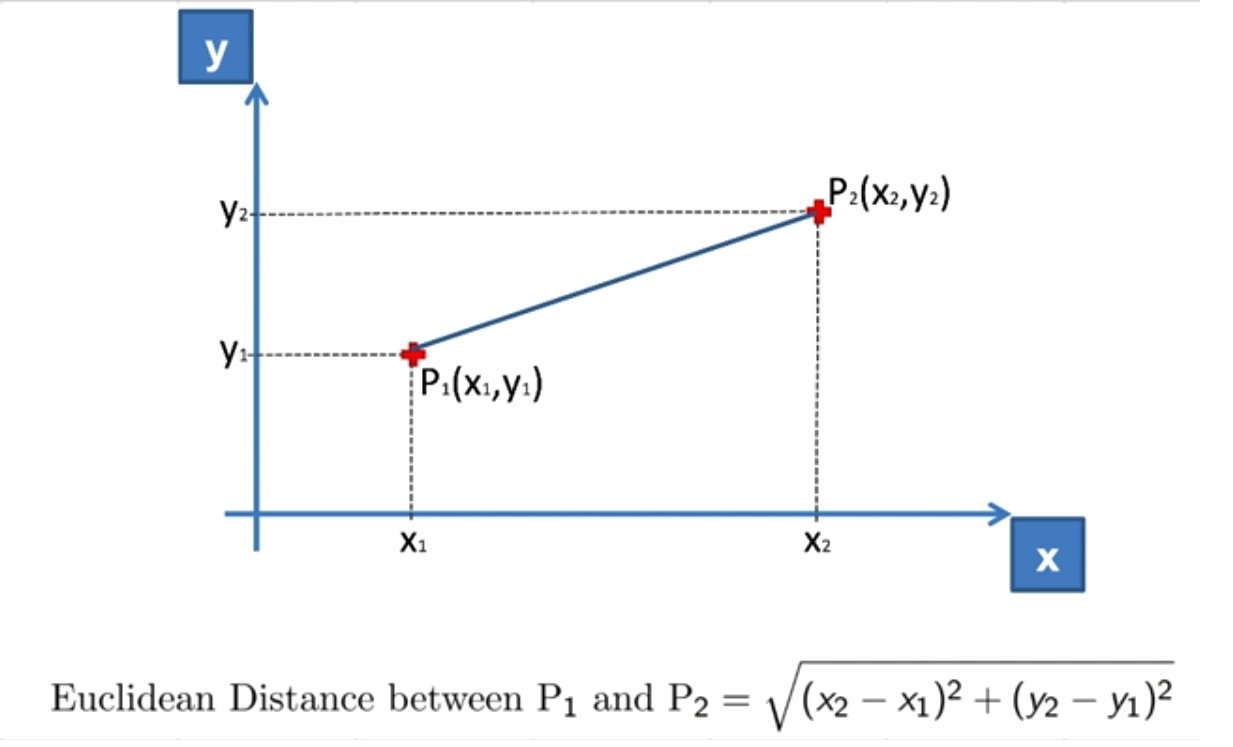 y
P₂(x₂,y₂)
y₂
y₁
P₁(x₁,y₁)
x₁
x₂
x
Euclidean Distance between P₁ and P₂ = √((x₂ − x₁)² + (y₂ − y₁)²)